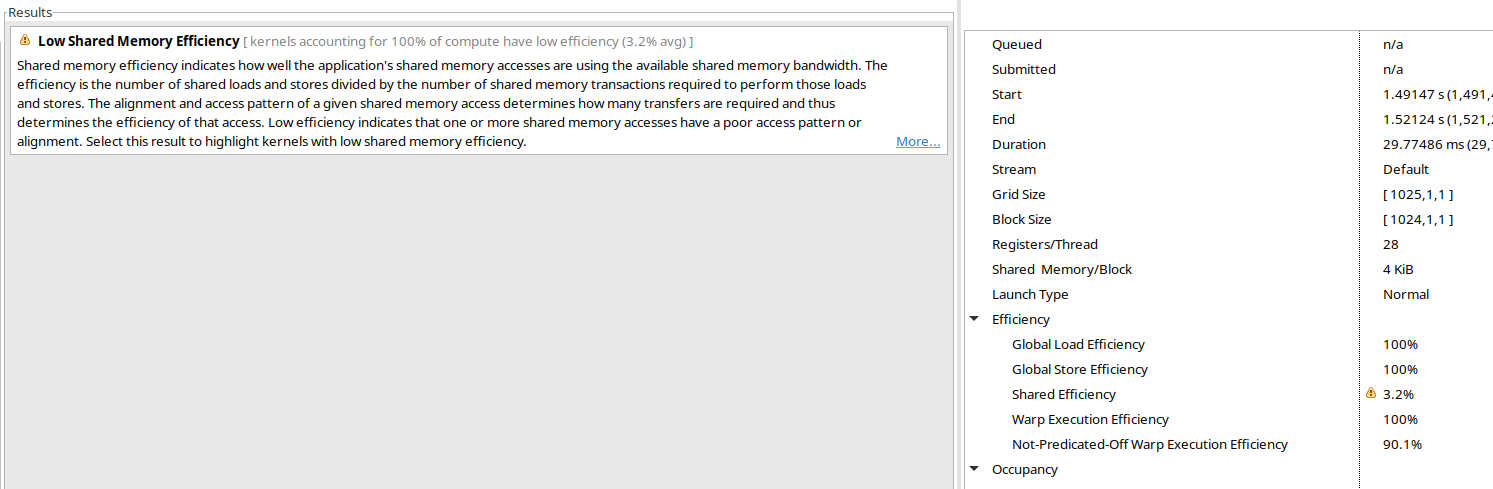 Results
Low Shared Memory Efficiency [ kernels accounting for 100% of compute have low efficiency (3.2% avg) ]
Shared memory efficiency indicates how well the application's shared memory accesses are using the available shared memory bandwidth. The
efficiency is the number of shared loads and stores divided by the number of shared memory transactions required to perform those loads
and stores. The alignment and access pattern of a given shared memory access determines how many transfers are required and thus
determines the efficiency of that access. Low efficiency indicates that one or more shared memory accesses have a poor access pattern or
alignment. Select this result to highlight kernels with low shared memory efficiency. More...
Queued n/a
Submitted n/a
Start 1.49147 s (1,491,
End 1.52124 s (1,521,
Duration 29.77486 ms (29,
Stream Default
Grid Size [ 1025,1,1 ]
Block Size [ 1024,1,1 ]
Registers/Thread 28
Shared Memory/Block 4 KiB
Launch Type Normal
Efficiency
Global Load Efficiency 100%
Global Store Efficiency 100%
Shared Efficiency 3.2%
Warp Execution Efficiency 100%
Not-Predicated-Off Warp Execution Efficiency 90.1%
Occupancy